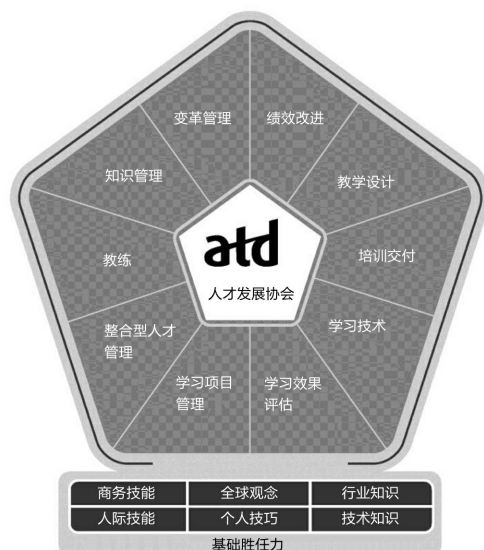 变革管理
绩效改进
知识管理
教学设计
教练
培训交付
整合型人才
管理
学习技术
学习项目
管理
学习效果
评估
atd
人才发展协会
商务技能
全球观念
行业知识
人际技能
个人技巧
技术知识
基础胜任力